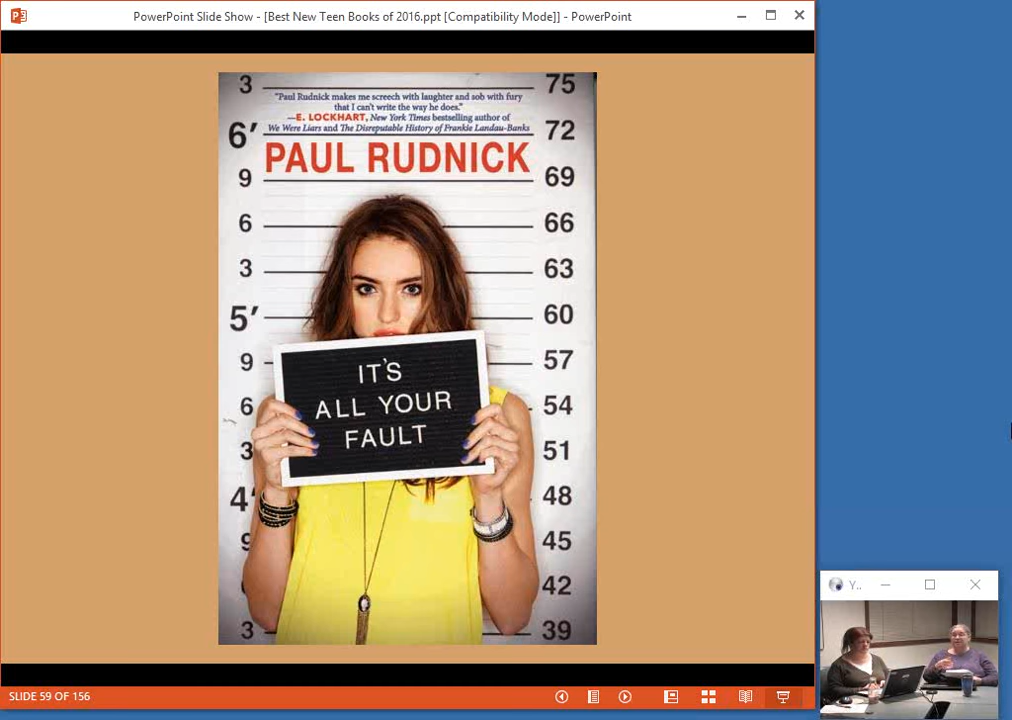 PowerPoint Slide Show - [Best New Teen Books of 2016.ppt [Compatibility Mode]] - PowerPoint
3 75
"Paul Rudnick makes me screech with laughter and sob with fury
that I can't write the way he does."
—E. LOCKHART, New York Times bestselling author of
We Were Liars and The Disreputable History of Frankie Landau-Banks
6' 72
PAUL RUDNICK
9 69
6 66
3 63
5' 60
9 57
IT'S
ALL YOUR
FAULT
6 54
3 51
4' 48
9 45
42
3 39
Y..
SLIDE 59 OF 156